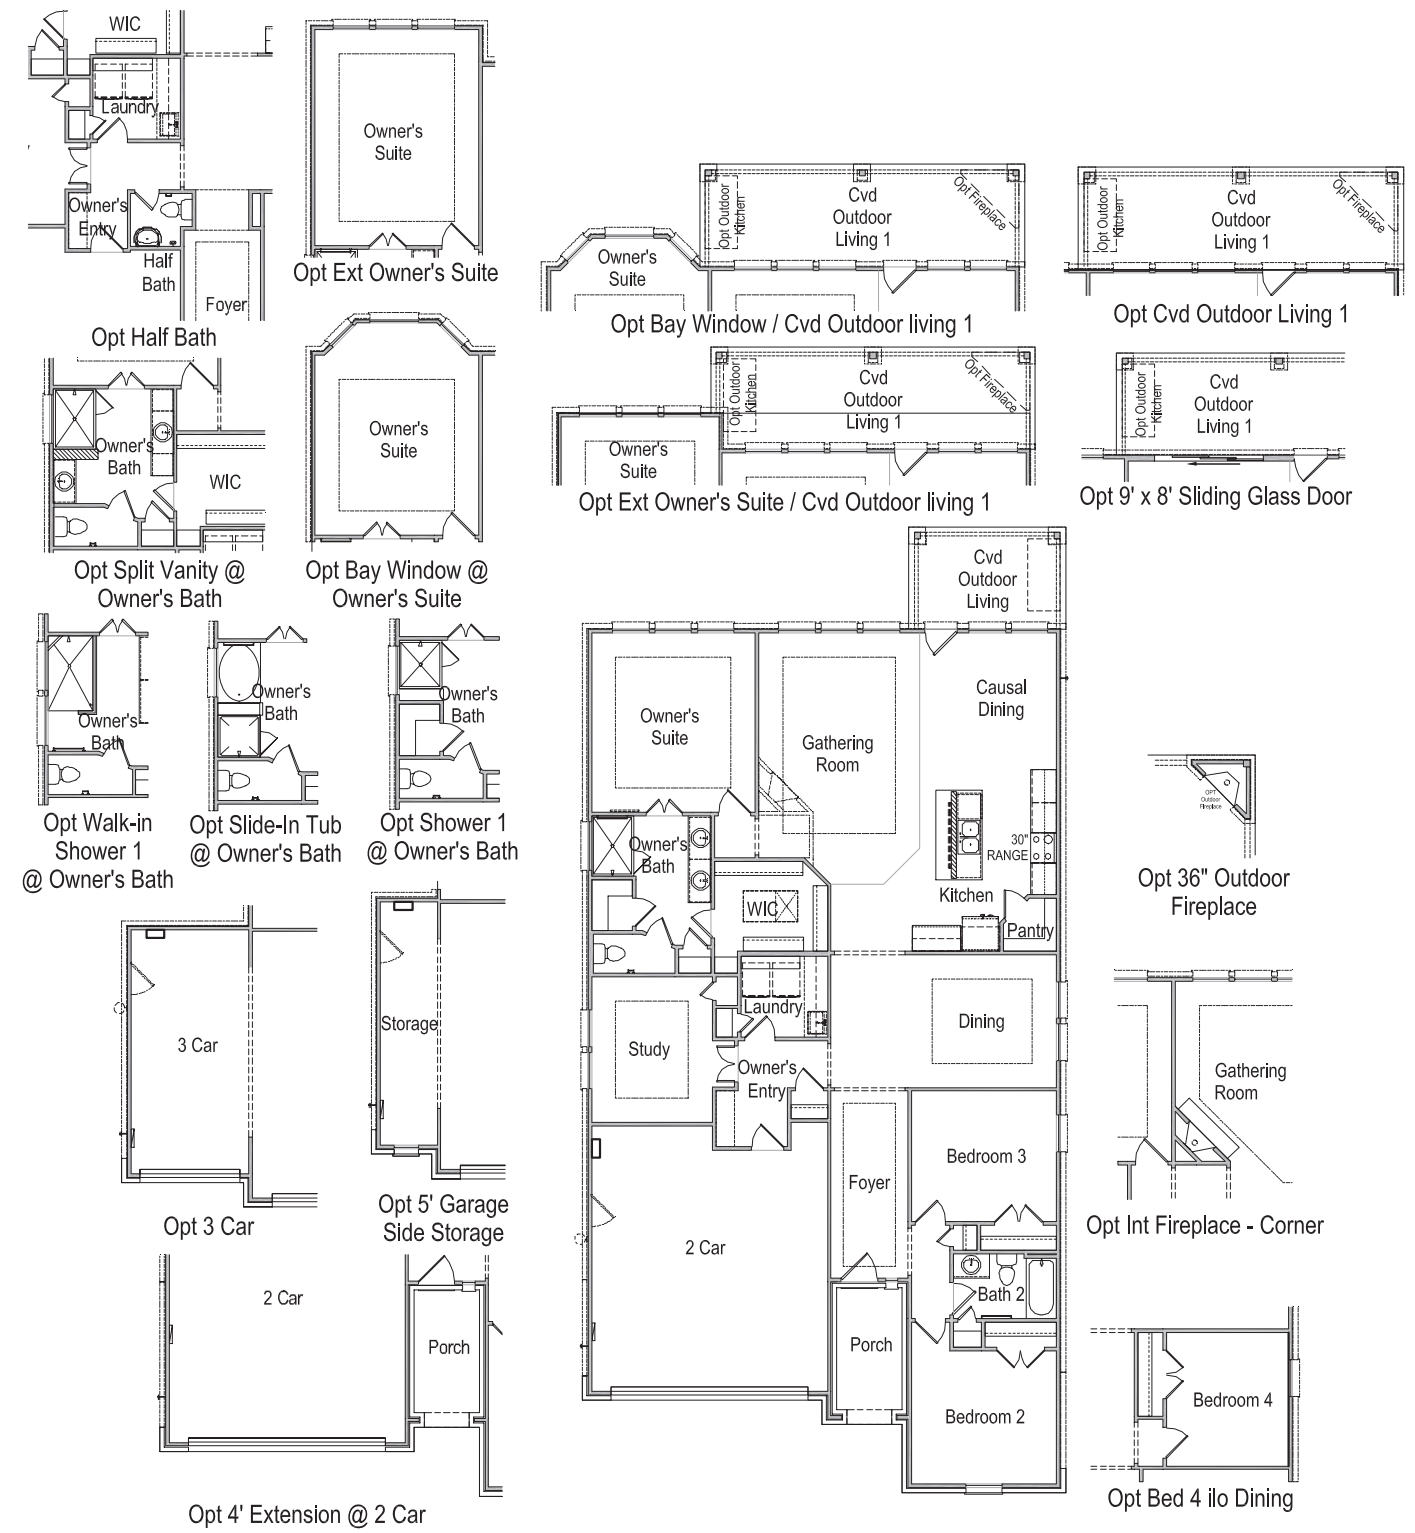 WIC
Laundry
Owner's
Entry
Half
Bath
Foyer
Opt Half Bath
Owner's
Suite
Opt Ext Owner's Suite
Opt Outdoor
Kitchen
Cvd
Outdoor
Living 1
Opt Fireplace
Owner's
Suite
Opt Bay Window / Cvd Outdoor living 1
Opt Outdoor
Kitchen
Cvd
Outdoor
Living 1
Opt Fireplace
Opt Cvd Outdoor Living 1
Owner's
Bath
WIC
Opt Split Vanity @
Owner's Bath
Owner's
Suite
Opt Bay Window @
Owner's Suite
Opt Outdoor
Kitchen
Cvd
Outdoor
Living 1
Opt Fireplace
Owner's
Suite
Opt Ext Owner's Suite / Cvd Outdoor living 1
Opt Outdoor
Kitchen
Cvd
Outdoor
Living 1
Opt 9' x 8' Sliding Glass Door
Owner's
Bath
Opt Walk-in
Shower 1
@ Owner's Bath
Owner's
Bath
Opt Slide-In Tub
@ Owner's Bath
Owner's
Bath
Opt Shower 1
@ Owner's Bath
Cvd
Outdoor
Living
Owner's
Suite
Gathering
Room
Causal
Dining
Owner's
Bath
30"
RANGE
Kitchen
WIC
Pantry
Laundry
Dining
Study
Owner's
Entry
Bedroom 3
Foyer
2 Car
Bath 2
Porch
Bedroom 2
OPT
Outdoor
Fireplace
Opt 36" Outdoor
Fireplace
3 Car
Opt 3 Car
Storage
Opt 5' Garage
Side Storage
Gathering
Room
Opt Int Fireplace - Corner
2 Car
Porch
Opt 4' Extension @ 2 Car
Bedroom 4
Opt Bed 4 ilo Dining